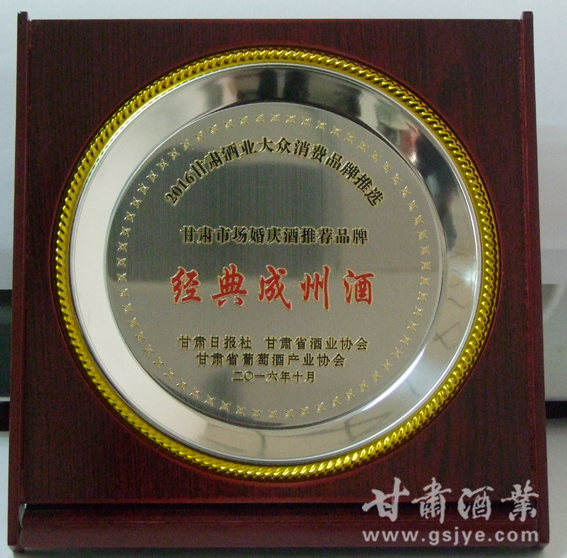 2016甘肃酒业大众消费品牌推选
甘肃市场婚庆酒推荐品牌
经典成州酒
甘肃日报社 甘肃省酒业协会
甘肃省葡萄酒产业协会
二〇一六年十月
甘肃酒業
www.gsjye.com